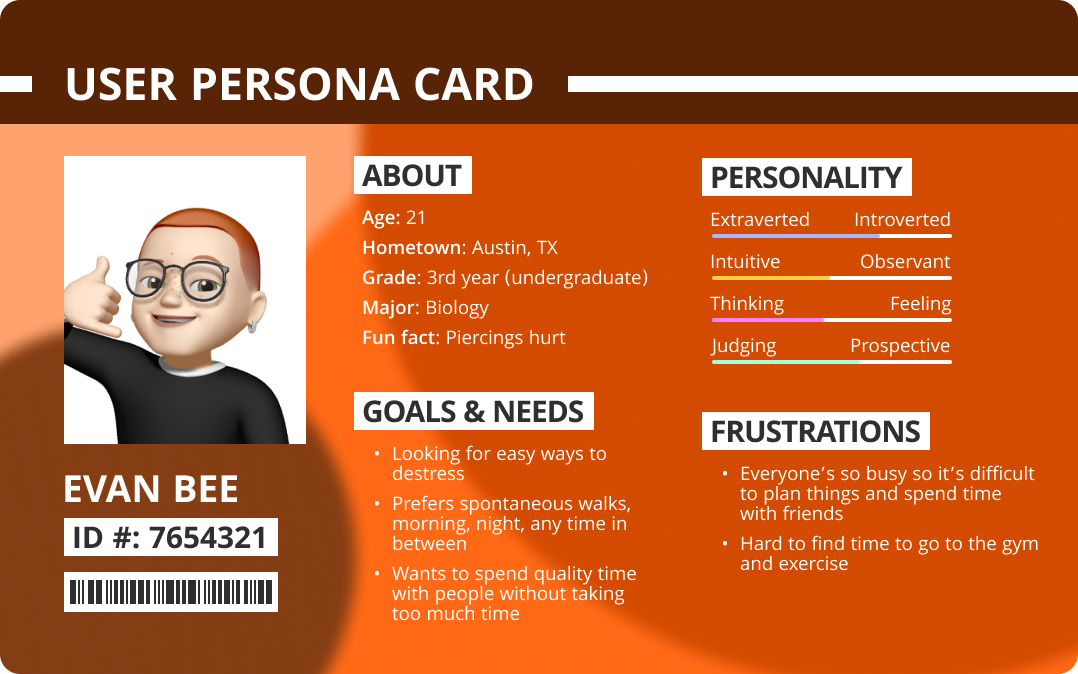 USER PERSONA CARD
EVAN BEE
ID #: 7654321
ABOUT
Age: 21
Hometown: Austin, TX
Grade: 3rd year (undergraduate)
Major: Biology
Fun fact: Piercings hurt
GOALS & NEEDS
• Looking for easy ways to
destress
• Prefers spontaneous walks,
morning, night, any time in
between
• Wants to spend quality time
with people without taking
too much time
PERSONALITY
Extraverted Introverted
Intuitive Observant
Thinking Feeling
Judging Prospective
FRUSTRATIONS
• Everyone’s so busy so it’s difficult
to plan things and spend time
with friends
• Hard to find time to go to the gym
and exercise